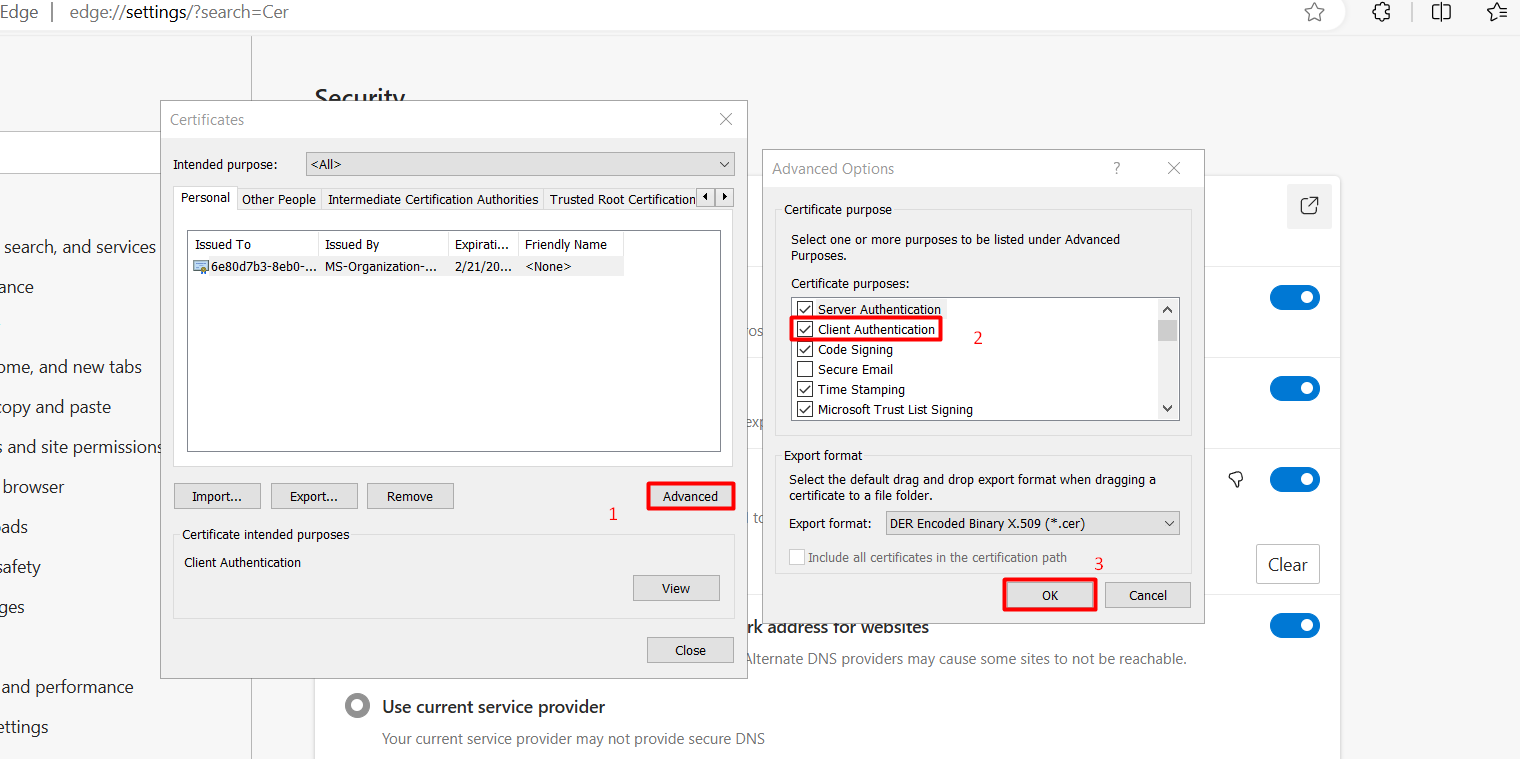 Edge | edge://settings/?search=Cer
Security
Certificates
Intended purpose: <All>
Personal Other People Intermediate Certification Authorities Trusted Root Certification
Issued To Issued By Expirati... Friendly Name
6e80d7b3-8eb0-... MS-Organization-... 2/21/20... <None>
Import... Export... Remove Advanced
1
Certificate intended purposes
Client Authentication
View
Close
Advanced Options ?
Certificate purpose
Select one or more purposes to be listed under Advanced
Purposes.
Certificate purposes:
Server Authentication
Client Authentication
2
Code Signing
Secure Email
Time Stamping
Microsoft Trust List Signing
Export format
Select the default drag and drop export format when dragging a
certificate to a file folder.
Export format: DER Encoded Binary X.509 (*.cer)
Include all certificates in the certification path
3
OK Cancel
search, and services
ance
ome, and new tabs
copy and paste
s and site permissions
browser
ads
safety
ges
and performance
ettings
ros
exp
d to
Clear
rk address for websites
Alternate DNS providers may cause some sites to not be reachable.
Use current service provider
Your current service provider may not provide secure DNS